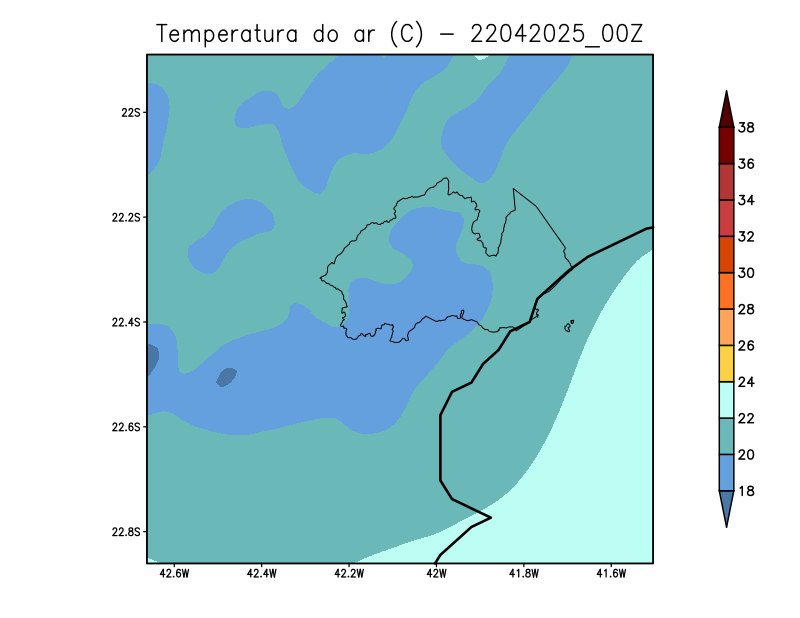 Temperatura do ar (C) - 22042025_00Z
22S
22.2S
22.4S
22.6S
22.8S
42.6W
42.4W
42.2W
42W
41.8W
41.6W
38
36
34
32
30
28
26
24
22
20
18